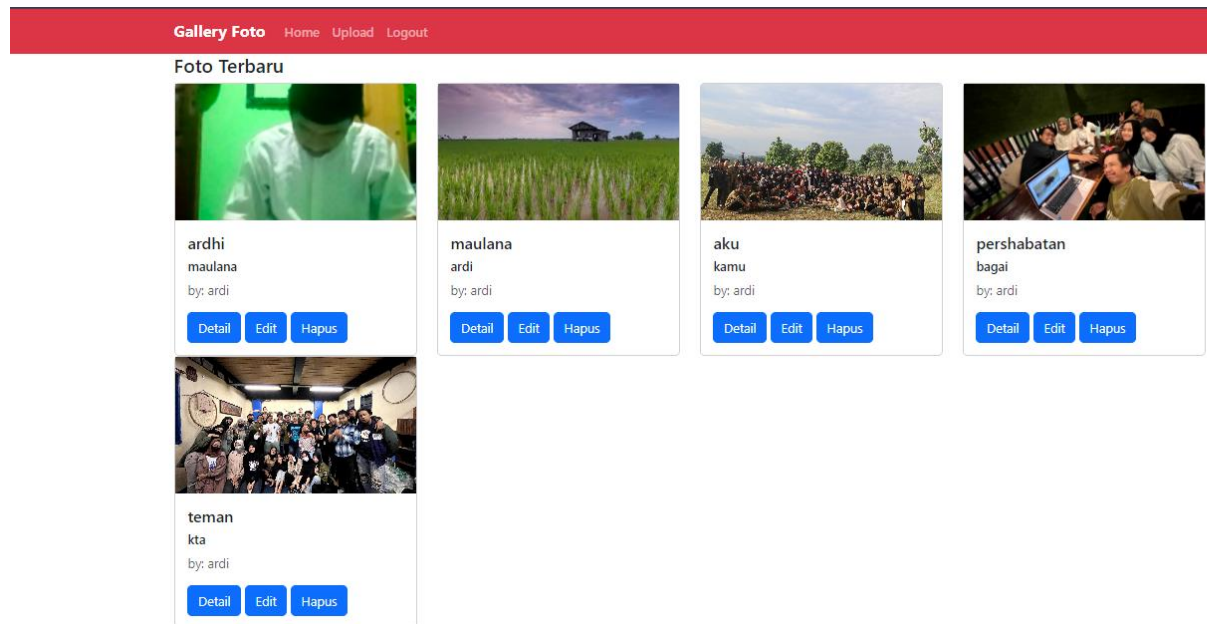 Gallery Foto Home Upload Logout
Foto Terbaru
ardhi
maulana
by: ardi
Detail Edit Hapus
maulana
ardi
by: ardi
Detail Edit Hapus
aku
kamu
by: ardi
Detail Edit Hapus
pershabatan
bagai
by: ardi
Detail Edit Hapus
teman
kta
by: ardi
Detail Edit Hapus